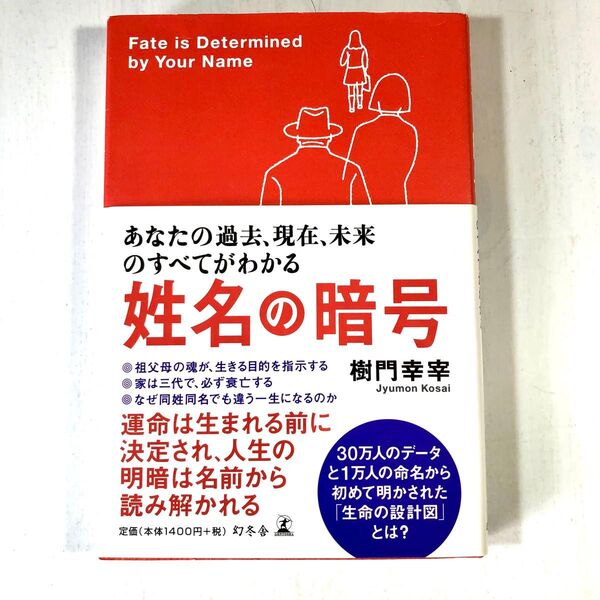 Fate is Determined
by Your Name
あなたの過去、現在、未来
のすべてがわかる
姓名の暗号
◎祖父母の魂が、生きる目的を指示する
◎家は三代で、必ず衰亡する
◎なぜ同姓同名でも違う一生になるのか
樹門幸宰
Jyumon Kosai
運命は生まれる前に
決定され、人生の
明暗は名前から
読み解かれる
30万人のデータ
と1万人の命名から
初めて明かされた
「生命の設計図」
とは?
定価(本体1400円+税) 幻冬舎